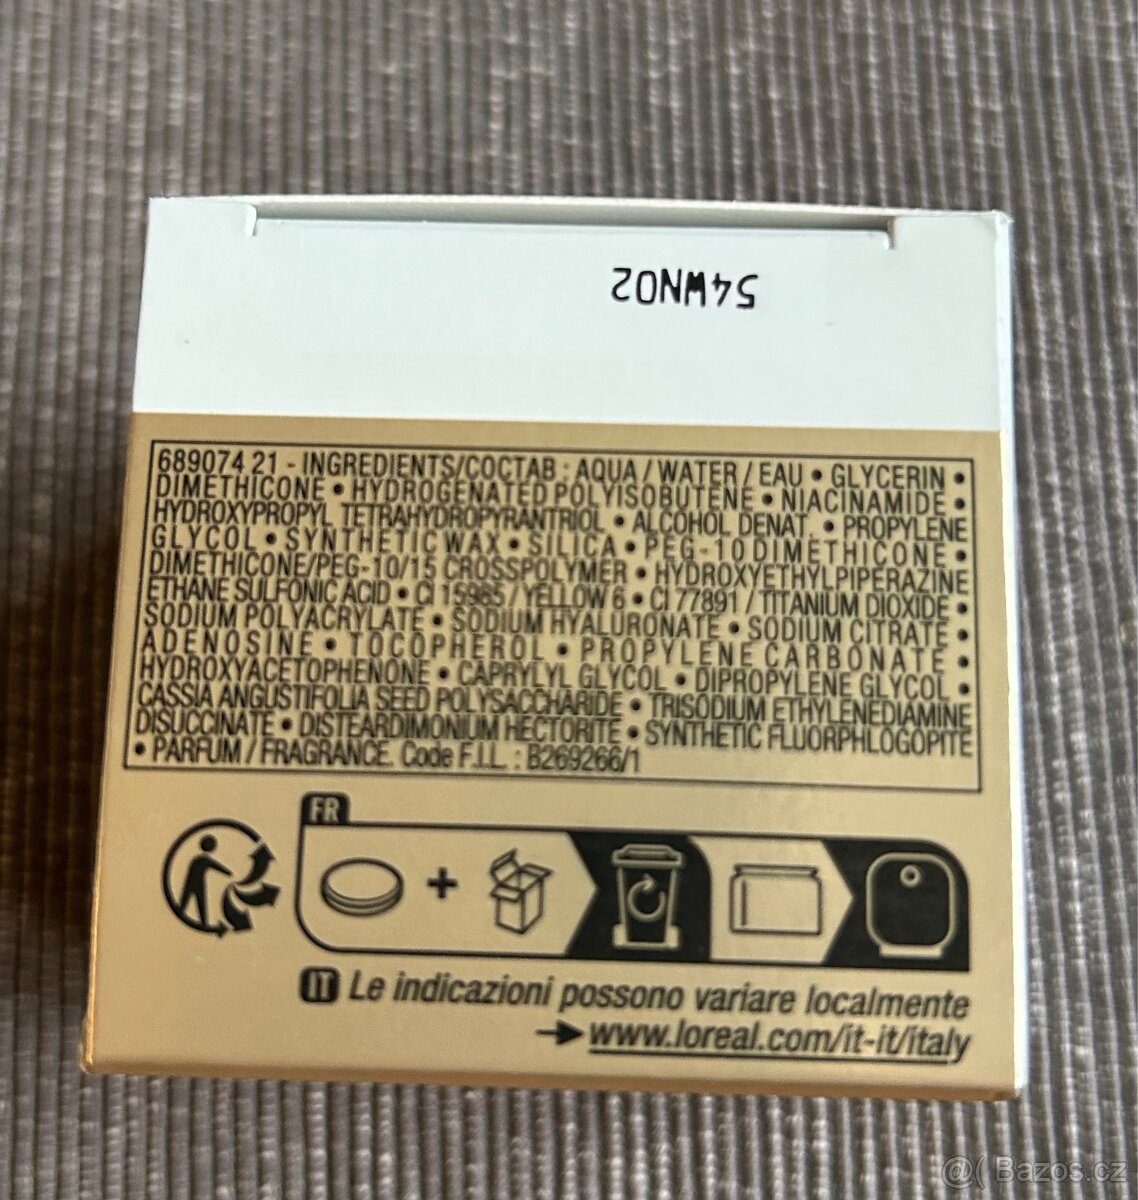 54WN02
689074 21 - INGREDIENTS/СОСТАВ : AQUA / WATER / EAU • GLYCERIN •
DIMETHICONE • HYDROGENATED POLYISOBUTENE • NIACINAMIDE •
HYDROXYPROPYL TETRAHYDROPYRANTRIOL • ALCOHOL DENAT. • PROPYLENE
GLYCOL • SYNTHETIC WAX • SILICA • PEG-10 DIMETHICONE •
DIMETHICONE/PEG-10/15 CROSSPOLYMER • HYDROXYETHYLPIPERAZINE
ETHANE SULFONIC ACID • CI 15985 / YELLOW 6 • CI 77891 / TITANIUM DIOXIDE •
SODIUM POLYACRYLATE • SODIUM HYALURONATE • SODIUM CITRATE •
ADENOSINE • TOCOPHEROL • PROPYLENE CARBONATE •
HYDROXYACETOPHENONE • CAPRYLYL GLYCOL • DIPROPYLENE GLYCOL •
CASSIA ANGUSTIFOLIA SEED POLYSACCHARIDE • TRISODIUM ETHYLENEDIAMINE
DISUCCINATE • DISTEARDIMONIUM HECTORITE • SYNTHETIC FLUORPHLOGOPITE
• PARFUM / FRAGRANCE. Code F.I.L. : B269266/1
FR
IT Le indicazioni possono variare localmente
www.loreal.com/it-it/italy
@( Bazos.cz